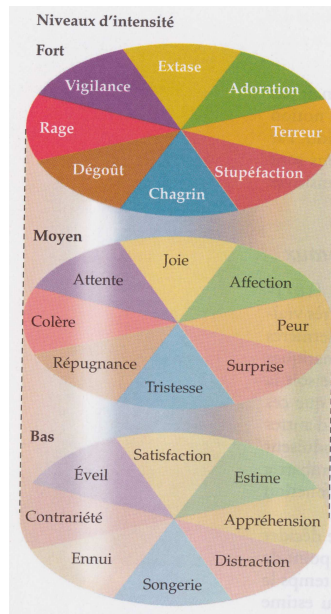 Niveaux d'intensité
Fort
Extase
Vigilance
Adoration
Rage
Terreur
Dégoût
Stupéfaction
Chagrin
Moyen
Joie
Attente
Affection
Colère
Peur
Répugnance
Surprise
Tristesse
Bas
Satisfaction
Éveil
Estime
Contrariété
Appréhension
Ennui
Distraction
Songerie